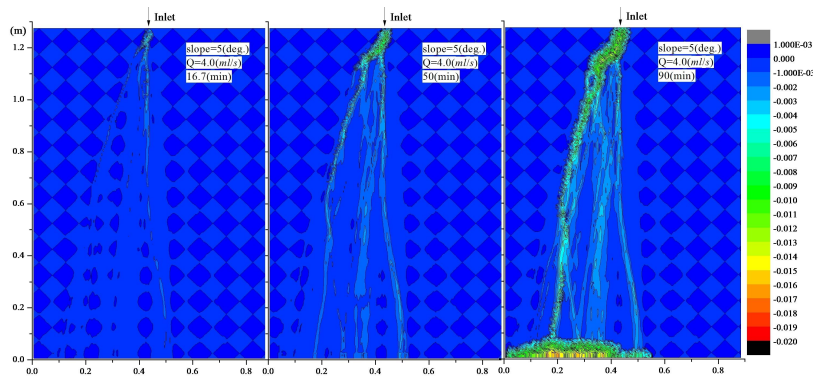 Inlet
Inlet
Inlet
(m)
slope=5(deg.)
Q=4.0(ml/s)
16.7(min)
slope=5(deg.)
Q=4.0(ml/s)
50(min)
slope=5(deg.)
Q=4.0(ml/s)
90(min)
1.2
1.0
0.8
0.6
0.4
0.2
0.0
0.0 0.2 0.4 0.6 0.8
0.0 0.2 0.4 0.6 0.8
0.0 0.2 0.4 0.6 0.8
1.000E-03
0.000
-1.000E-03
-0.002
-0.003
-0.004
-0.005
-0.006
-0.007
-0.008
-0.009
-0.010
-0.011
-0.012
-0.013
-0.014
-0.015
-0.016
-0.017
-0.018
-0.019
-0.020